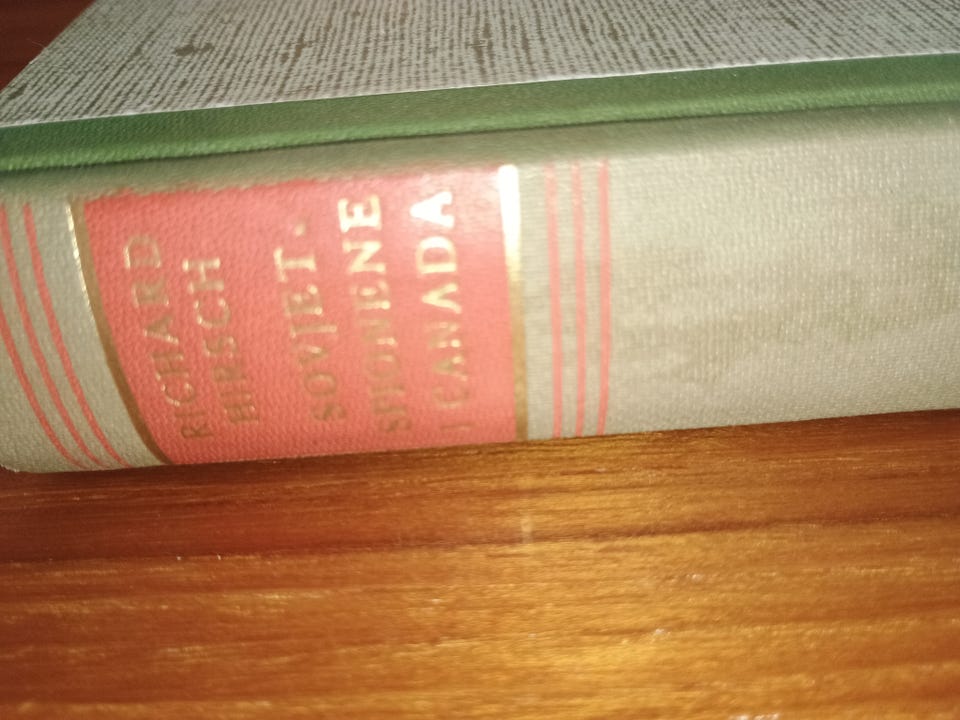 RICHARD
HIRSCH
SOVJET-
SPIONENE
I CANADA